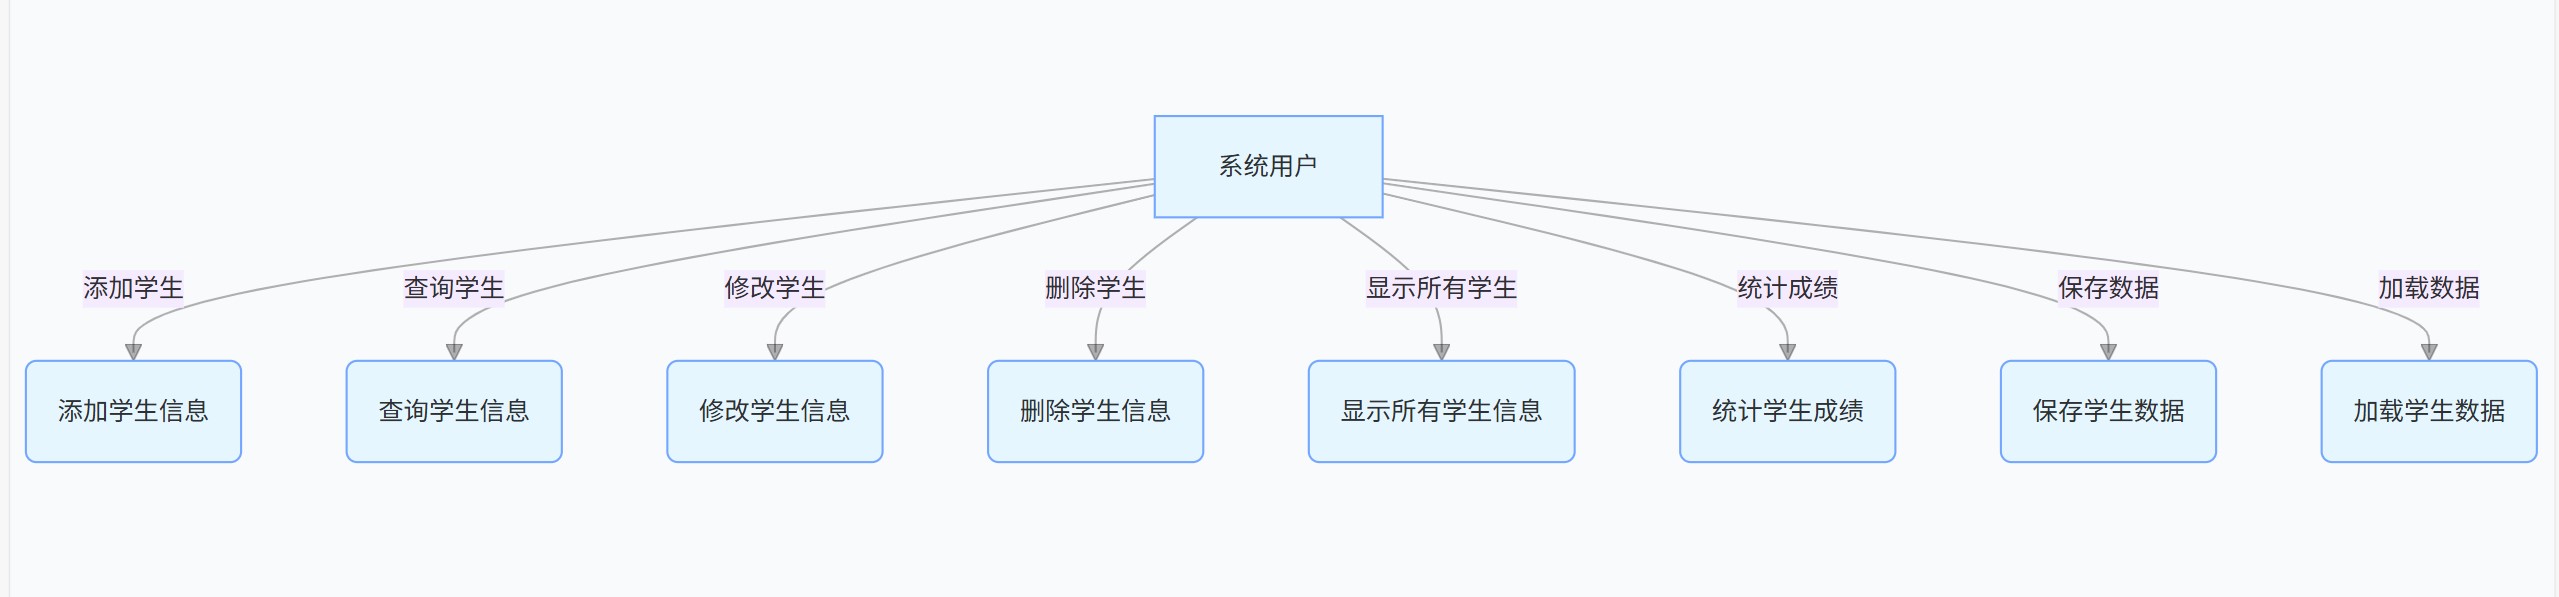 系统用户
添加学生
查询学生
修改学生
删除学生
显示所有学生
统计成绩
保存数据
加载数据
添加学生信息
查询学生信息
修改学生信息
删除学生信息
显示所有学生信息
统计学生成绩
保存学生数据
加载学生数据